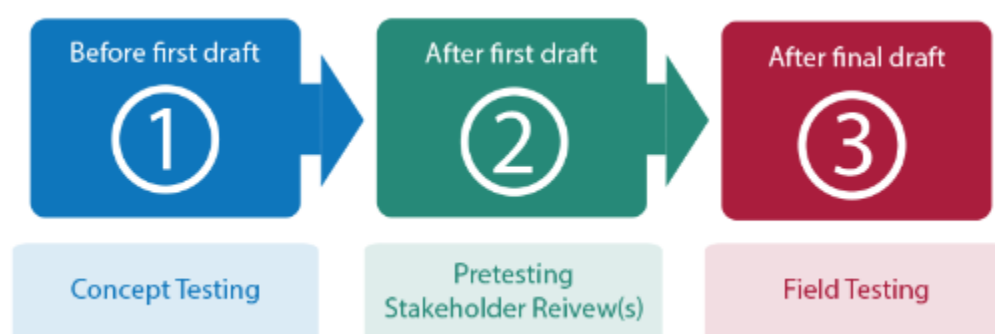 Before first draft
1
After first draft
2
After final draft
3
Concept Testing
Pretesting
Stakeholder Reivew(s)
Field Testing